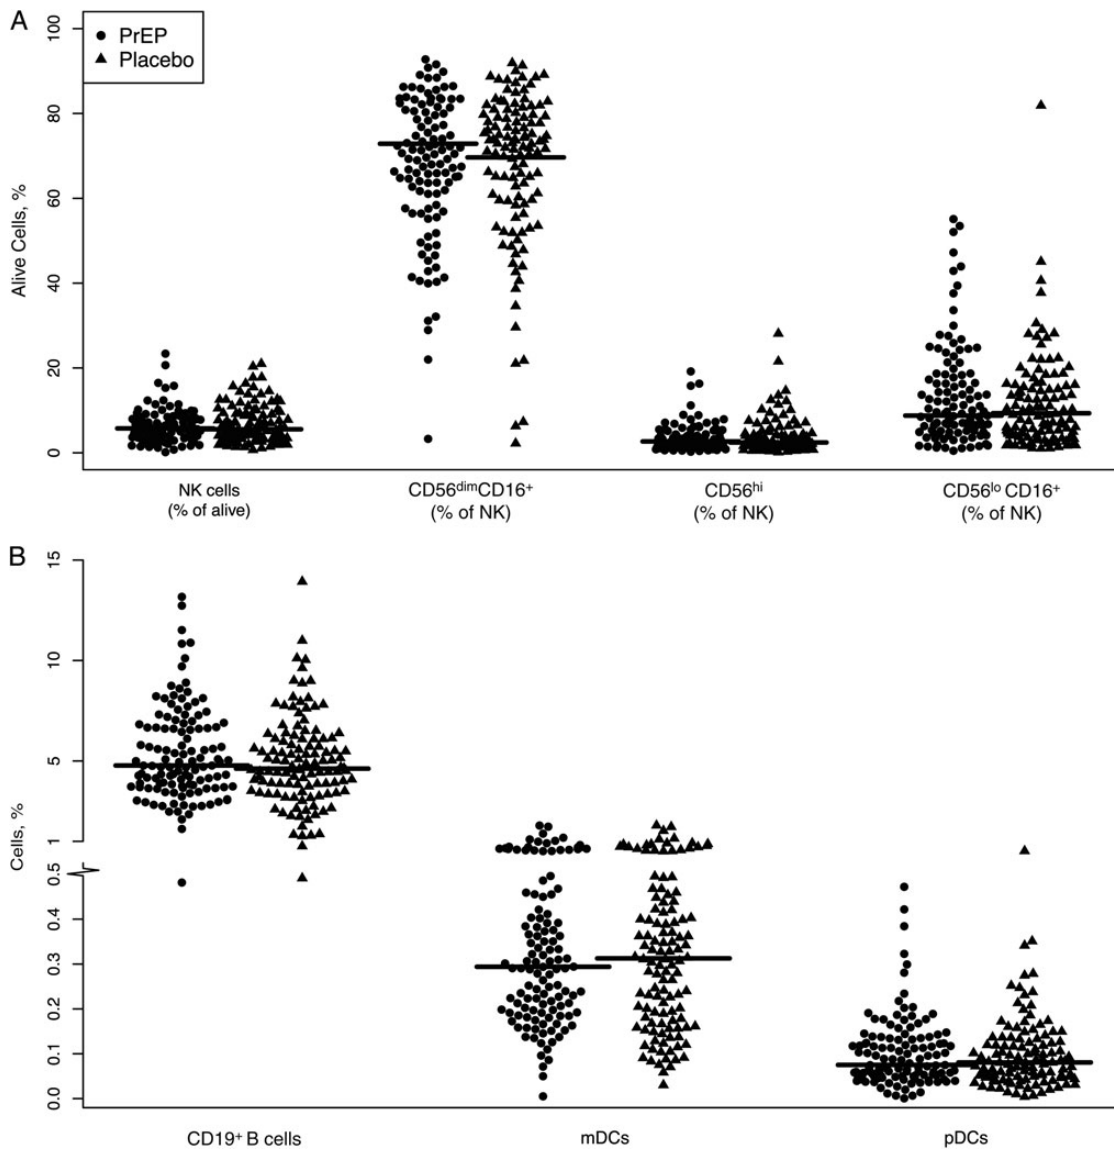 A
PrEP
Placebo
100
80
60
40
20
0
Alive Cells, %
NK cells
(% of alive)
CD56dimCD16+
(% of NK)
CD56hi
(% of NK)
CD56lo CD16+
(% of NK)
B
15
10
5
1
0.5
0.4
0.3
0.2
0.1
0.0
Cells, %
CD19+ B cells
mDCs
pDCs